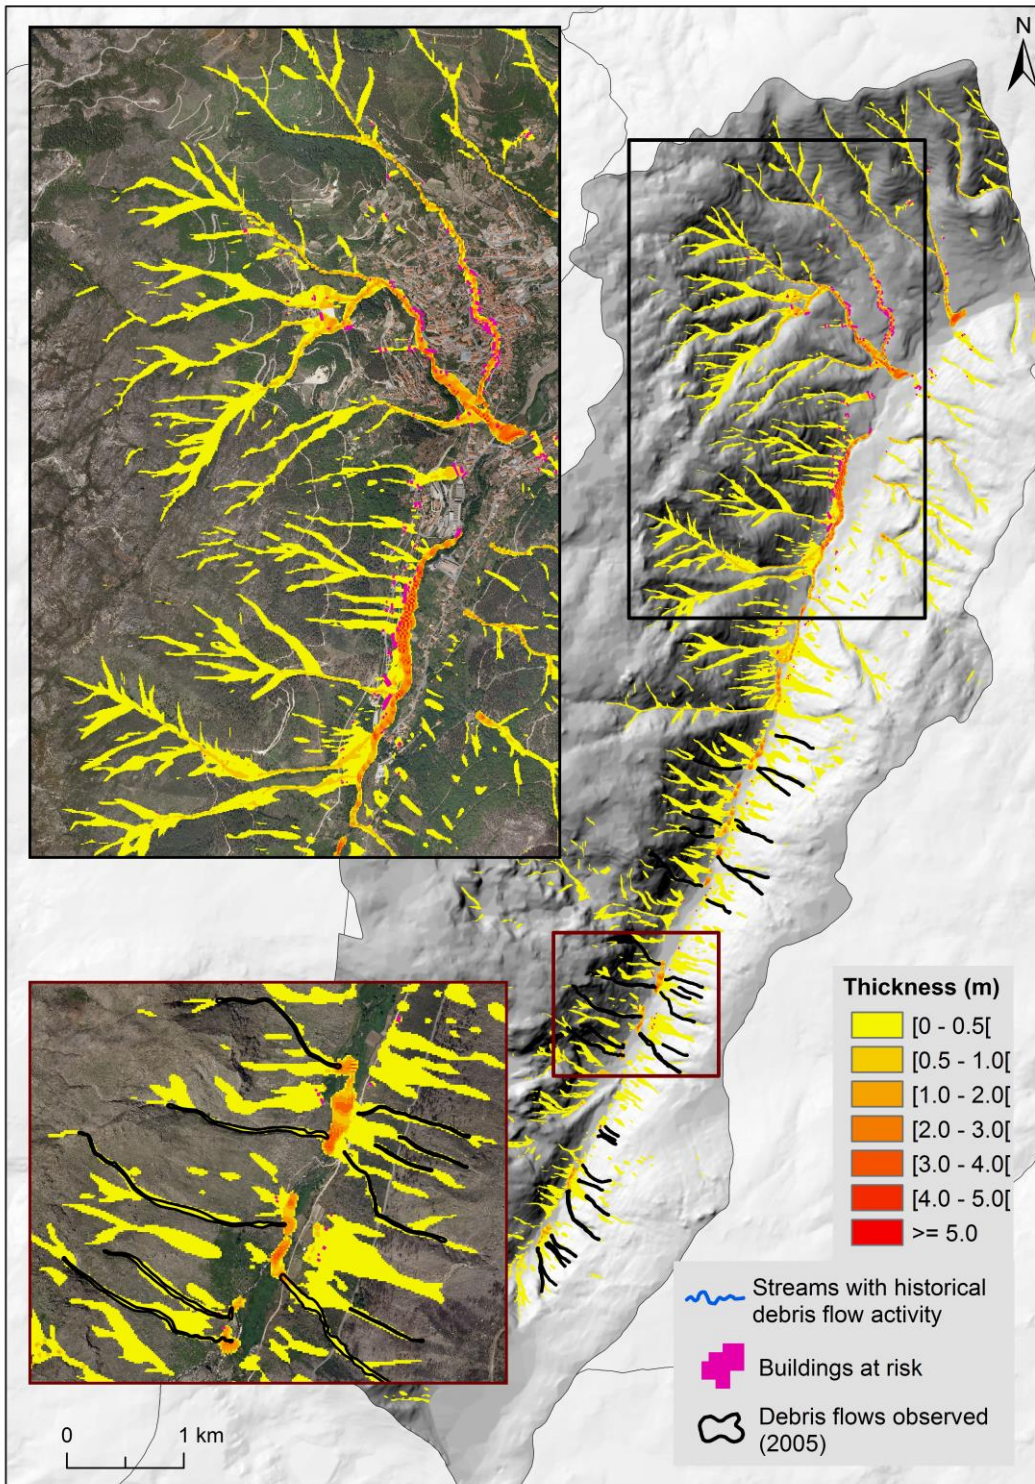 N
Thickness (m)
[0 - 0.5[
[0.5 - 1.0[
[1.0 - 2.0[
[2.0 - 3.0[
[3.0 - 4.0[
[4.0 - 5.0[
>= 5.0
Streams with historical
debris flow activity
Buildings at risk
Debris flows observed
(2005)
0 1 km